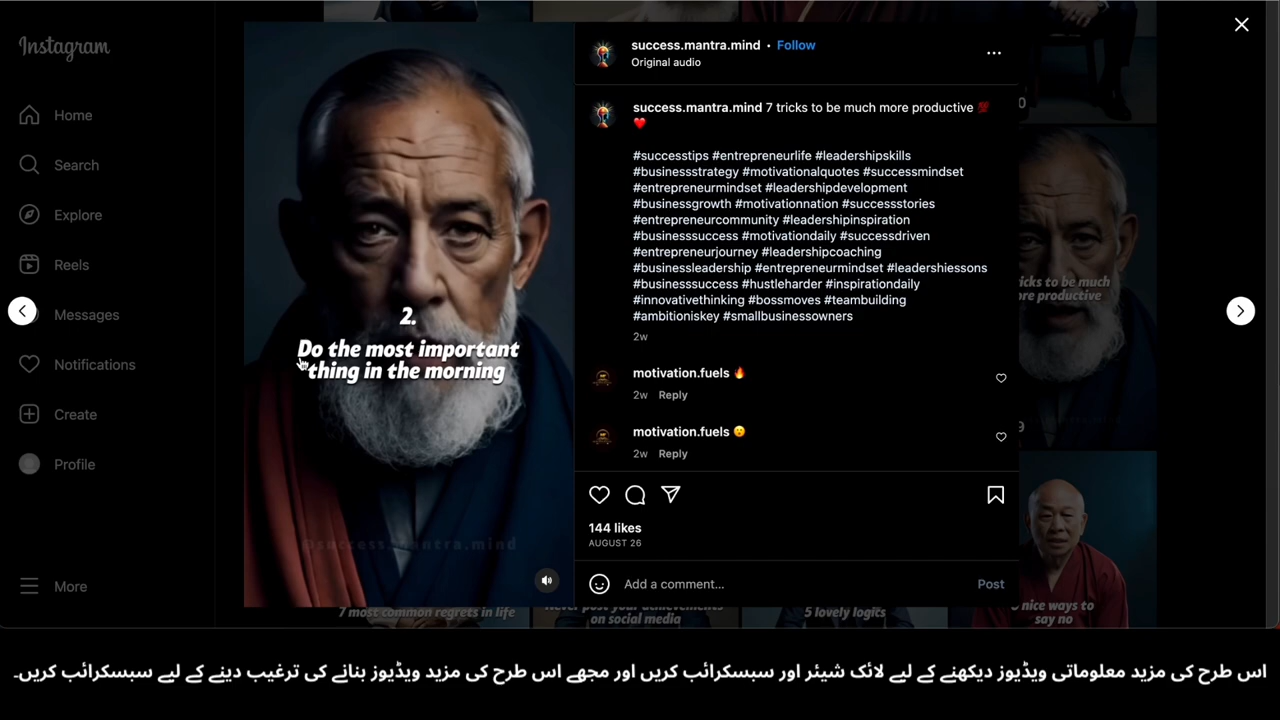 Instagram
Home
Search
Explore
Reels
Messages
Notifications
Create
Profile
More
2.
Do the most important
thing in the morning
@success.mantra.mind
success.mantra.mind • Follow
Original audio
success.mantra.mind 7 tricks to be much more productive 💯
❤️
#successtips #entrepreneurlife #leadershipskills
#businessstrategy #motivationalquotes #successmindset
#entrepreneurmindset #leadershipdevelopment
#businessgrowth #motivationnation #successstories
#entrepreneurcommunity #leadershipinspiration
#businesssuccess #motivationdaily #successdriven
#entrepreneurjourney #leadershipcoaching
#businessleadership #entrepreneurmindset #leadershiessons
#businesssuccess #hustleharder #inspirationdaily
#innovativethinking #bossmoves #teambuilding
#ambitioniskey #smallbusinessowners
2w
motivation.fuels 🔥
2w Reply
motivation.fuels 😮
2w Reply
144 likes
AUGUST 26
Add a comment…
Post
ricks to be much
ore productive
7 most common regrets in life
Never post your achievements
on social media
5 lovely logics
nice ways to
say no
اس طرح کی مزید معلوماتی ویڈیوز دیکھنے کے لیے لائک شیئر اور سبسکرائب کریں اور مجھے اس طرح کی مزید ویڈیوز بنانے کی ترغیب دینے کے لیے سبسکرائب کریں۔